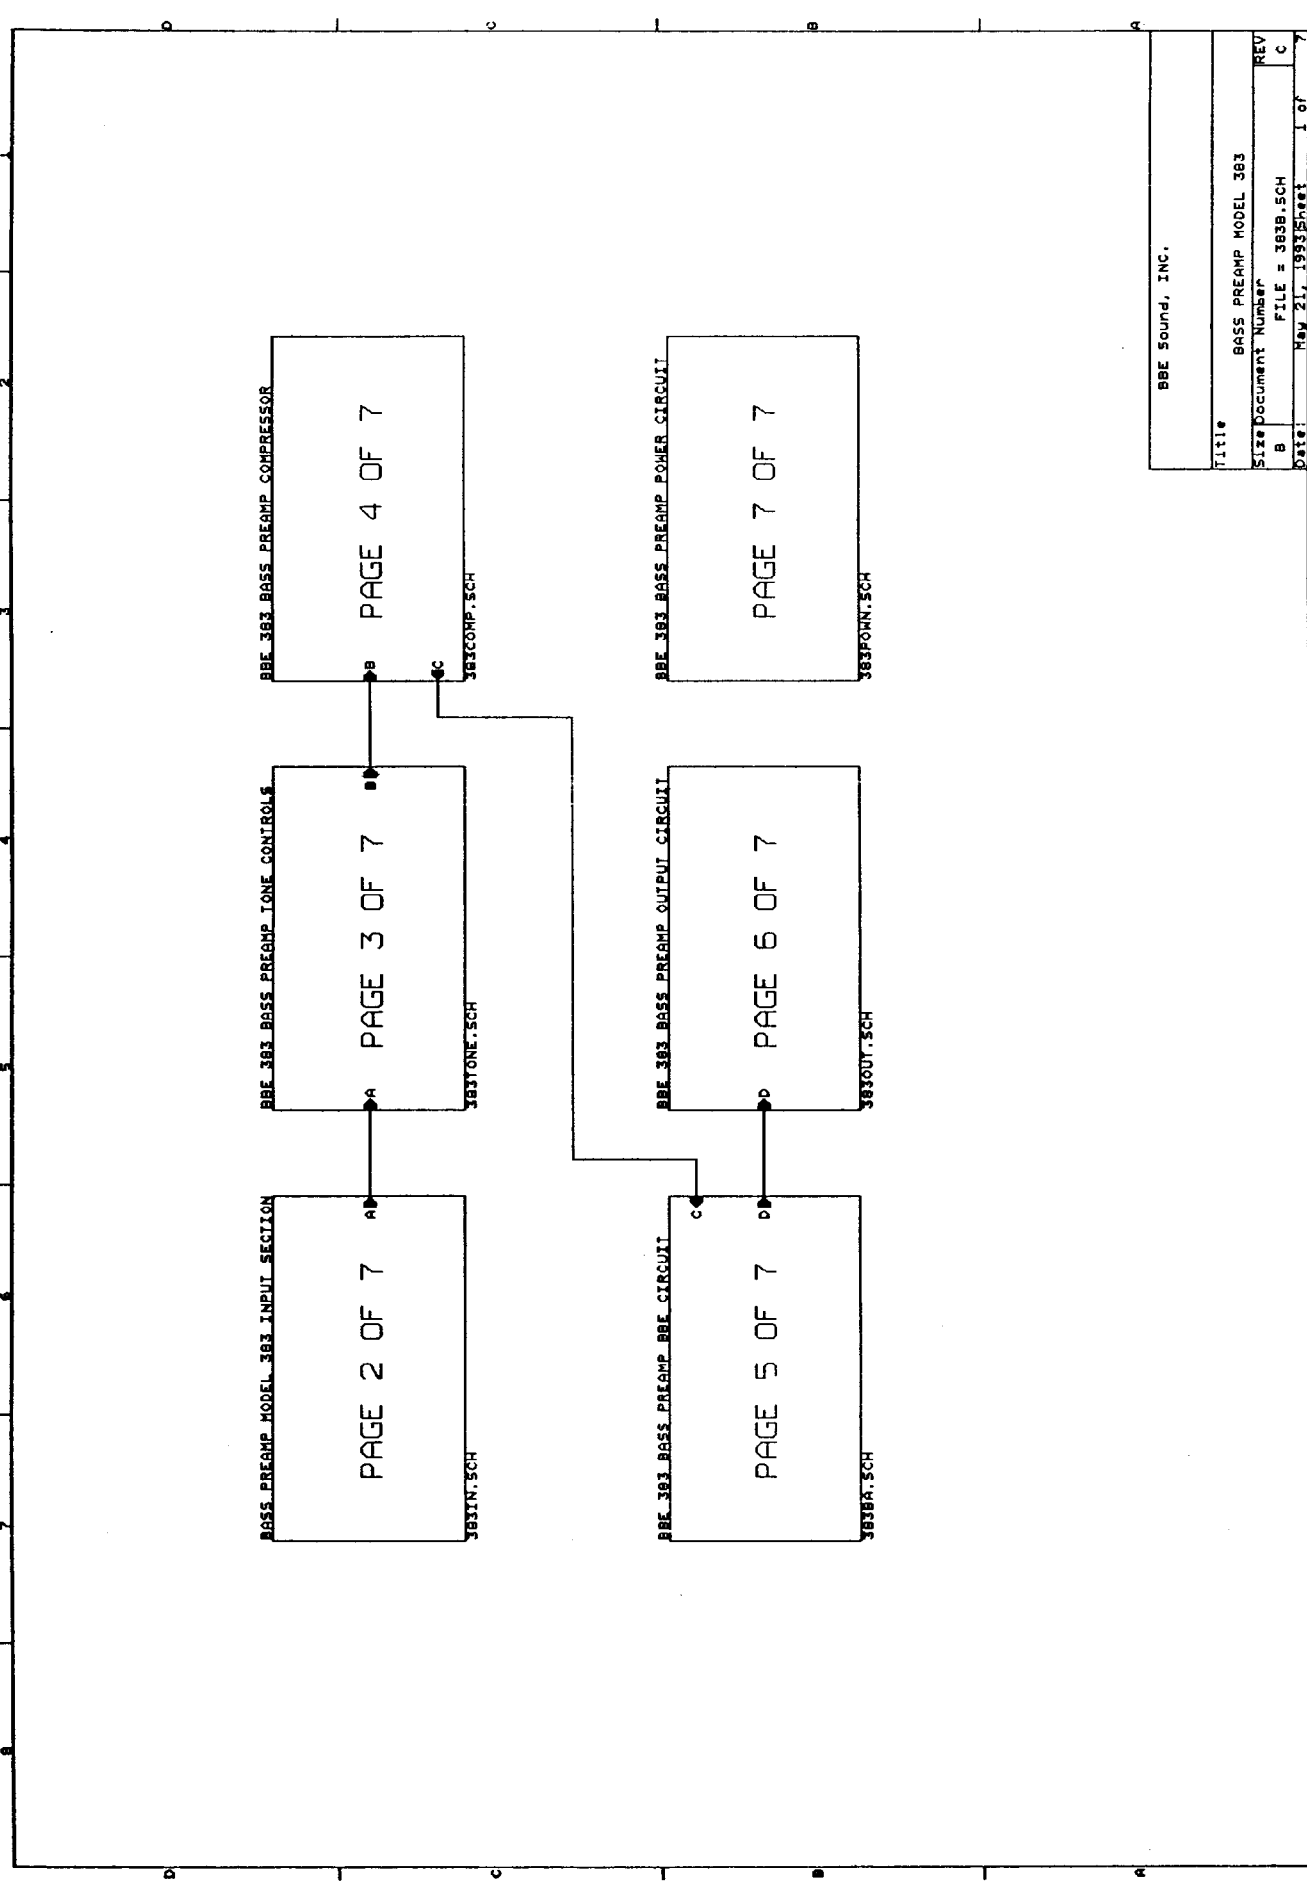 8
7
6
5
4
3
2
1
D
C
B
A
D
C
B
A
BASS PREAMP MODEL 383 INPUT SECTION
A
PAGE 2 OF 7
383IN.SCH
BBE 383 BASS PREAMP TONE CONTROLS
A
B
PAGE 3 OF 7
383TONE.SCH
BBE 383 BASS PREAMP COMPRESSOR
B
PAGE 4 OF 7
C
383COMP.SCH
BBE 383 BASS PREAMP BBE CIRCUIT
C
D
PAGE 5 OF 7
383BA.SCH
BBE 383 BASS PREAMP OUTPUT CIRCUIT
D
PAGE 6 OF 7
383OUT.SCH
BBE 383 BASS PREAMP POWER CIRCUIT
PAGE 7 OF 7
383POWN.SCH
BBE Sound, INC.
Title
BASS PREAMP MODEL 383
Size Document Number REV
B FILE = 383B.SCH C
Date: May 21, 1993 Sheet 1 of 7